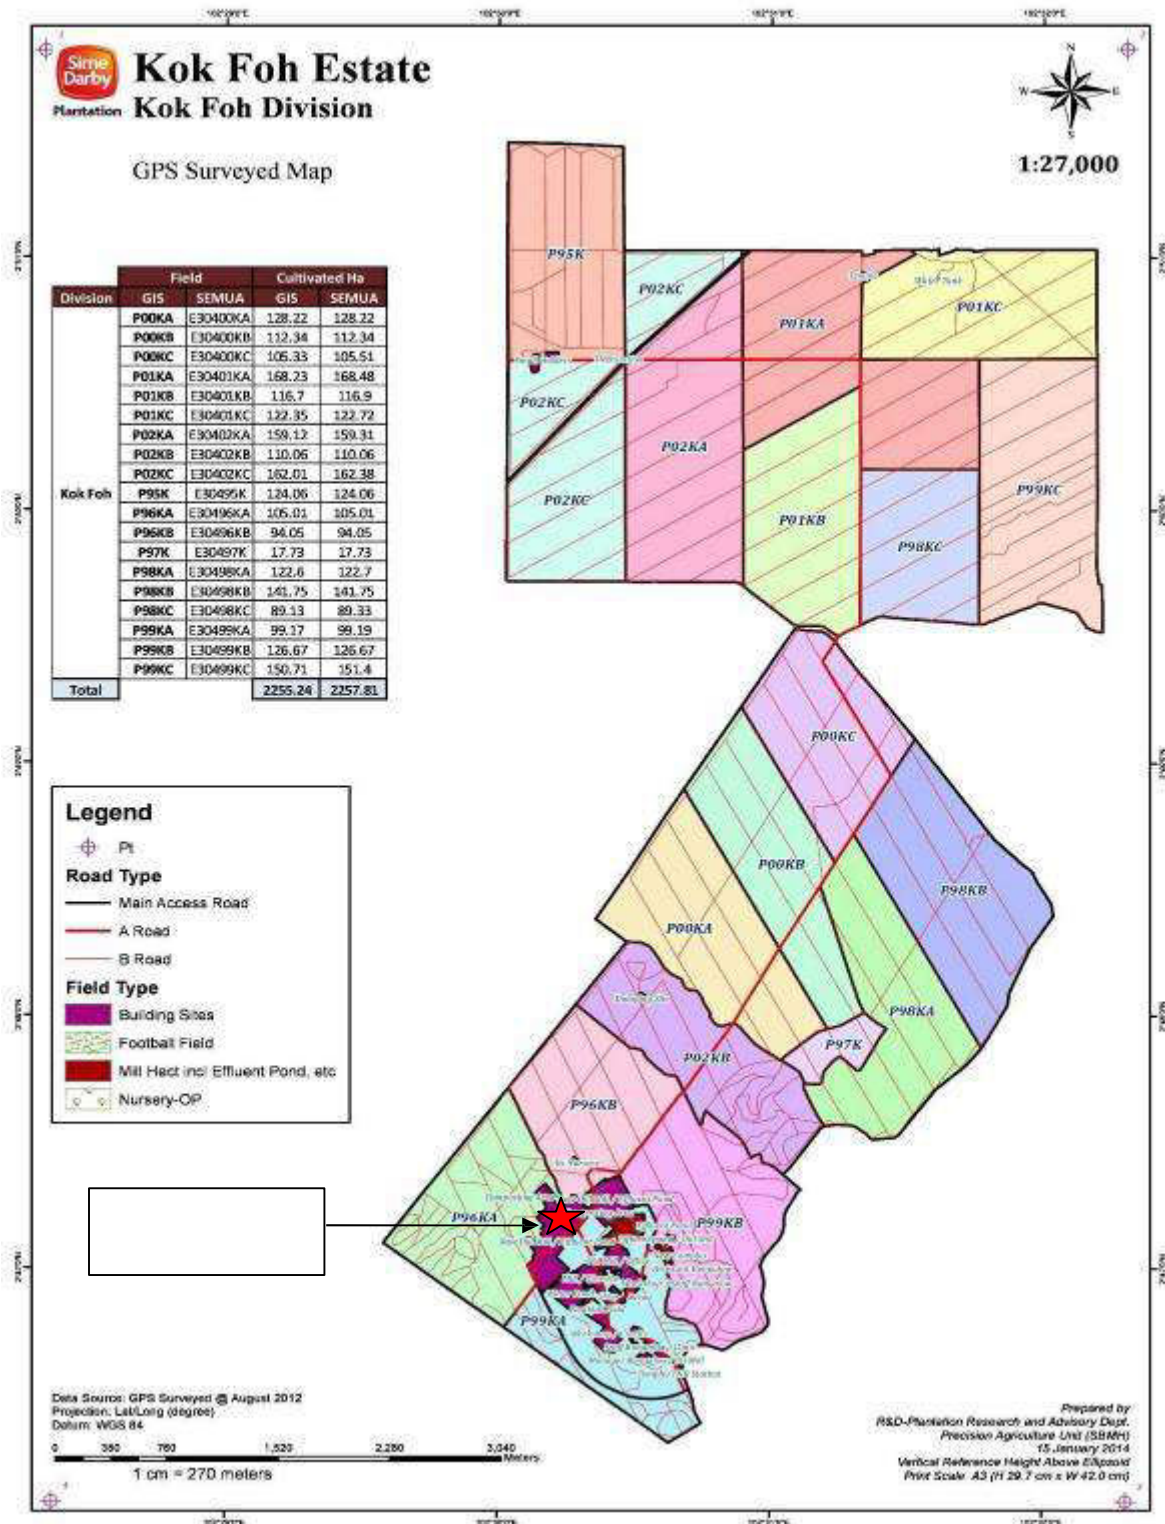 Sime
Darby
Plantation
Kok Foh Estate
Kok Foh Division
GPS Surveyed Map
N
W E
S
1:27,000
Field Cultivated Ha
Division GIS SEMUA GIS SEMUA
P00KA E30400KA 128.22 128.22
P00KB E30400KB 112.34 112.34
P00KC E30400KC 105.33 105.51
P01KA E30401KA 168.23 168.48
P01KB E30401KB 116.7 116.9
P01KC E30401KC 122.35 122.72
P02KA E30402KA 159.12 159.31
P02KB E30402KB 110.06 110.06
P02KC E30402KC 162.01 162.38
Kok Foh P95K E30495K 124.06 124.06
P96KA E30496KA 105.01 105.01
P96KB E30496KB 94.05 94.05
P97K E30497K 17.73 17.73
P98KA E30498KA 122.6 122.7
P98KB E30498KB 141.75 141.75
P98KC E30498KC 89.13 89.33
P99KA E30499KA 99.17 99.19
P99KB E30499KB 126.67 126.67
P99KC E30499KC 150.71 151.4
Total 2255.24 2257.81
P95K
P02KC
P01KA
P01KC
P02KC
P02KA
P02KC
P01KB
P98KC
P99KC
P00KC
P00KB
P98KB
P00KA
P98KA
P97K
P02KB
P96KB
P96KA
P99KB
P99KA
Legend
Pt
Road Type
Main Access Road
A Road
B Road
Field Type
Building Sites
Football Field
Mill Hect incl Effluent Pond, etc
Nursery-OP
Data Source: GPS Surveyed @ August 2012
Projection: Lat/Long (degree)
Datum: WGS 84
0 380 760 1,520 2,280 3,040
Meters
1 cm = 270 meters
Prepared by
R&D-Plantation Research and Advisory Dept.
Precision Agriculture Unit (SBMH)
15 January 2014
Vertical Reference Height Above Ellipsoid
Print Scale A3 (H 29.7 cm x W 42.0 cm)